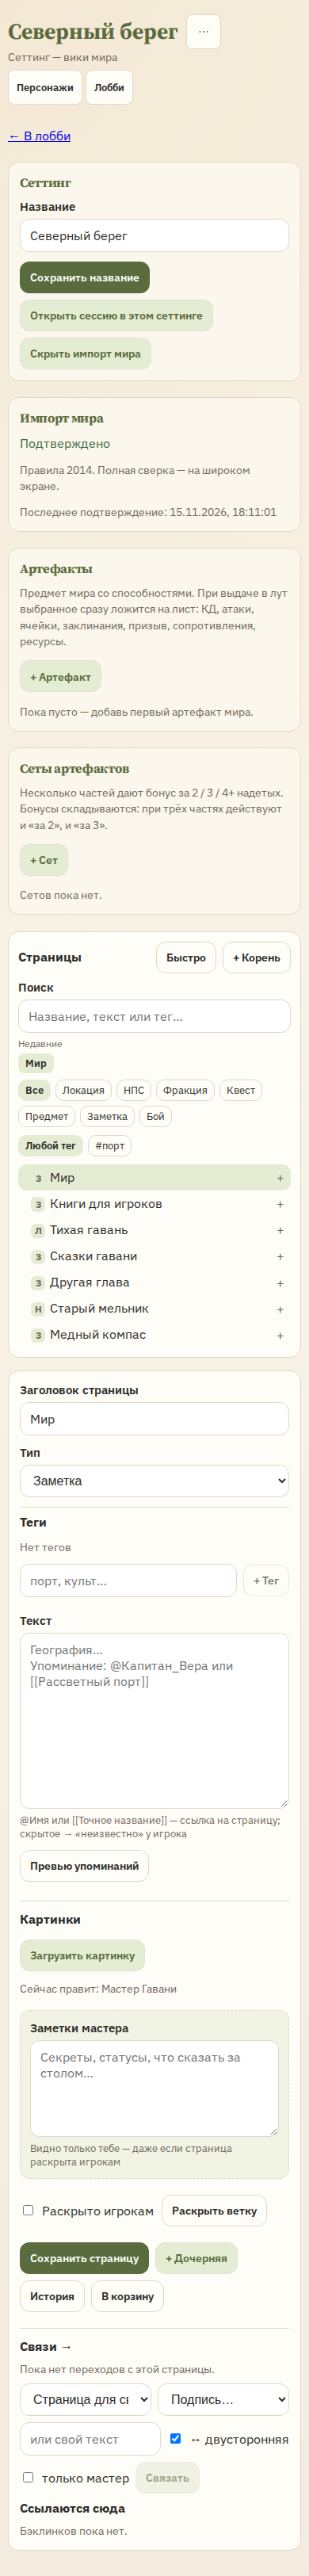 Северный берег ...
Сеттинг — вики мира
Персонажи Лобби
← В лобби
Сеттинг
Название
Северный берег
Сохранить название
Открыть сессию в этом сеттинге
Скрыть импорт мира
Импорт мира
Подтверждено
Правила 2014. Полная сверка — на широком
экране.
Последнее подтверждение: 15.11.2026, 18:11:01
Артефакты
Предмет мира со способностями. При выдаче в лут
выбранное сразу ложится на лист: КД, атаки,
ячейки, заклинания, призыв, сопротивления,
ресурсы.
+ Артефакт
Пока пусто — добавь первый артефакт мира.
Сеты артефактов
Несколько частей дают бонус за 2 / 3 / 4+ надетых.
Бонусы складываются: при трёх частях действуют
и «за 2», и «за 3».
+ Сет
Сетов пока нет.
Страницы Быстро + Корень
Поиск
Название, текст или тег...
Недавние
Мир
Все Локация НПС Фракция Квест
Предмет Заметка Бой
Любой тег #порт
З Мир +
З Книги для игроков +
Л Тихая гавань +
З Сказки гавани +
З Другая глава +
Н Старый мельник +
З Медный компас +
Заголовок страницы
Мир
Тип
Заметка
Теги
Нет тегов
порт, культ... + Тег
Текст
География...
Упоминание: @Капитан_Вера или
[[Рассветный порт]]
@Имя или [[Точное название]] — ссылка на страницу;
скрытое → «неизвестно» у игрока
Превью упоминаний
Картинки
Загрузить картинку
Сейчас правит: Мастер Гавани
Заметки мастера
Секреты, статусы, что сказать за
столом...
Видно только тебе — даже если страница
раскрыта игрокам
Раскрыто игрокам Раскрыть ветку
Сохранить страницу + Дочерняя
История В корзину
Связи →
Пока нет переходов с этой страницы.
Страница для св Подпись...
или свой текст ↔ двусторонняя
только мастер Связать
Ссылаются сюда
Бэклинков пока нет.